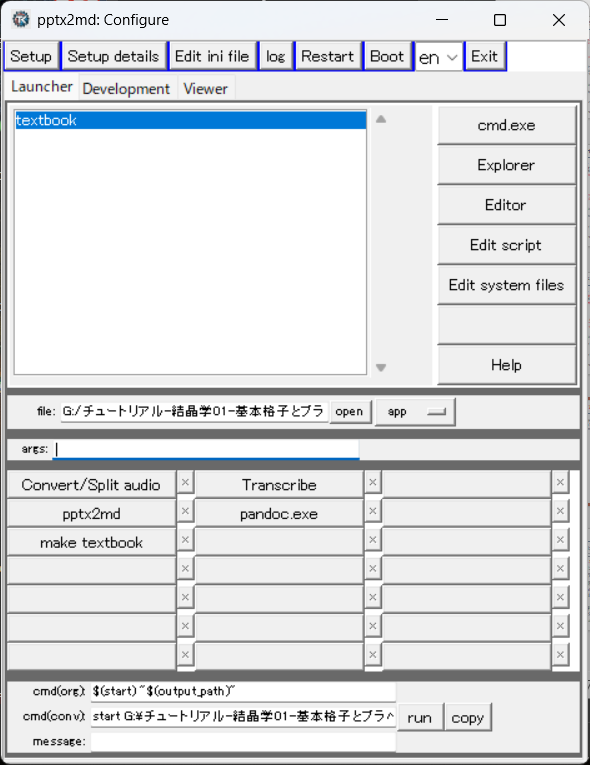 pptx2md: Configure
Setup Setup details Edit ini file log Restart Boot en Exit
Launcher Development Viewer
textbook
cmd.exe
Explorer
Editor
Edit script
Edit system files
Help
file: G:/チュートリアル-結晶学01-基本格子とブラ open app
args:
Convert/Split audio × Transcribe × ×
pptx2md × pandoc.exe × ×
make textbook × × ×
× × ×
× × ×
× × ×
× × ×
cmd(org): $(start) "$(output_path)"
cmd(conv): start G:¥チュートリアル-結晶学01-基本格子とブラベ run copy
message: